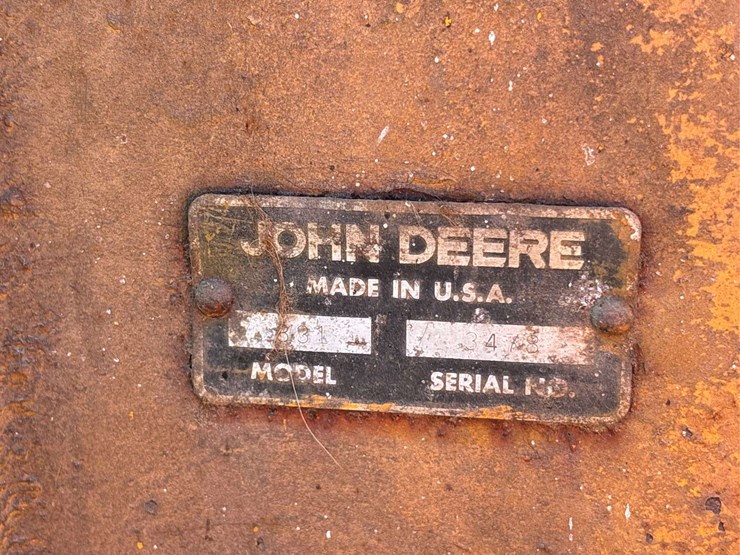 JOHN DEERE
MADE IN U.S.A.
MODEL
SERIAL NO.